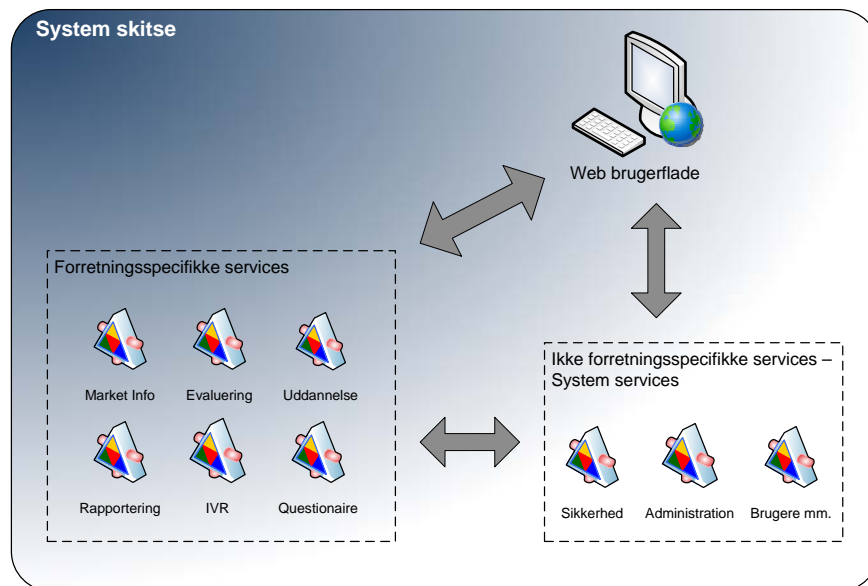 System skitse
Web brugerflade
Forretningsspecifikke services
Market Info
Evaluering
Uddannelse
Rapportering
IVR
Questionaire
Ikke forretningsspecifikke services –
System services
Sikkerhed
Administration
Brugere mm.